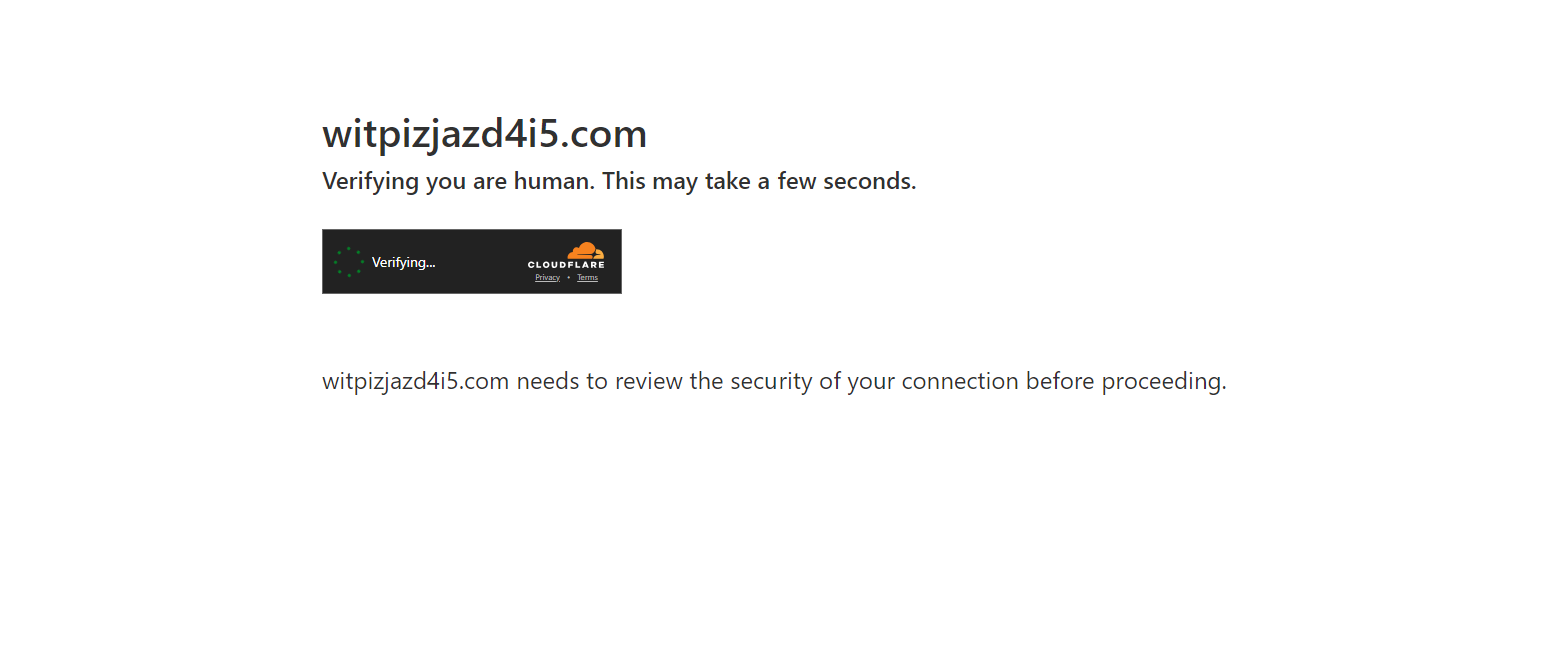 witpizjazd4i5.com
Verifying you are human. This may take a few seconds.
Verifying...
CLOUDFLARE
Privacy • Terms
witpizjazd4i5.com needs to review the security of your connection before proceeding.